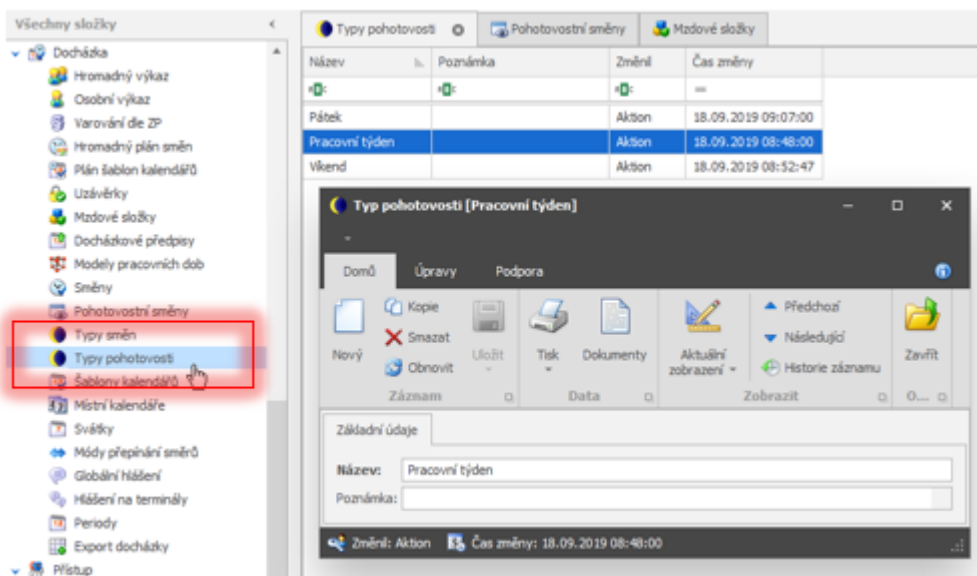 Všechny složky
Docházka
Hromadný výkaz
Osobní výkaz
Varování dle ZP
Hromadný plán směn
Plán šablon kalendářů
Uzávěrky
Mzdové složky
Docházkové předpisy
Modely pracovních dob
Směny
Pohotovostní směny
Typy směn
Typy pohotovosti
Šablony kalendářů
Místní kalendáře
Svátky
Módy přepínání směrů
Globální hlášení
Hlášení na terminály
Periody
Export docházky
Přístup
Typy pohotovosti Pohotovostní směny Mzdové složky
Název Poznámka Změnil Čas změny
Pátek Aktion 18.09.2019 09:07:00
Pracovní týden Aktion 18.09.2019 08:48:00
Víkend Aktion 18.09.2019 08:52:47
Typ pohotovosti [Pracovní týden]
Domů Úpravy Podpora
Nový
Kopie
Smazat
Obnovit
Uložit
Tisk
Dokumenty
Aktuální
zobrazení
Předchozí
Následující
Historie záznamu
Zavřít
Záznam Data Zobrazit O...
Základní údaje
Název: Pracovní týden
Poznámka:
Změnil: Aktion Čas změny: 18.09.2019 08:48:00